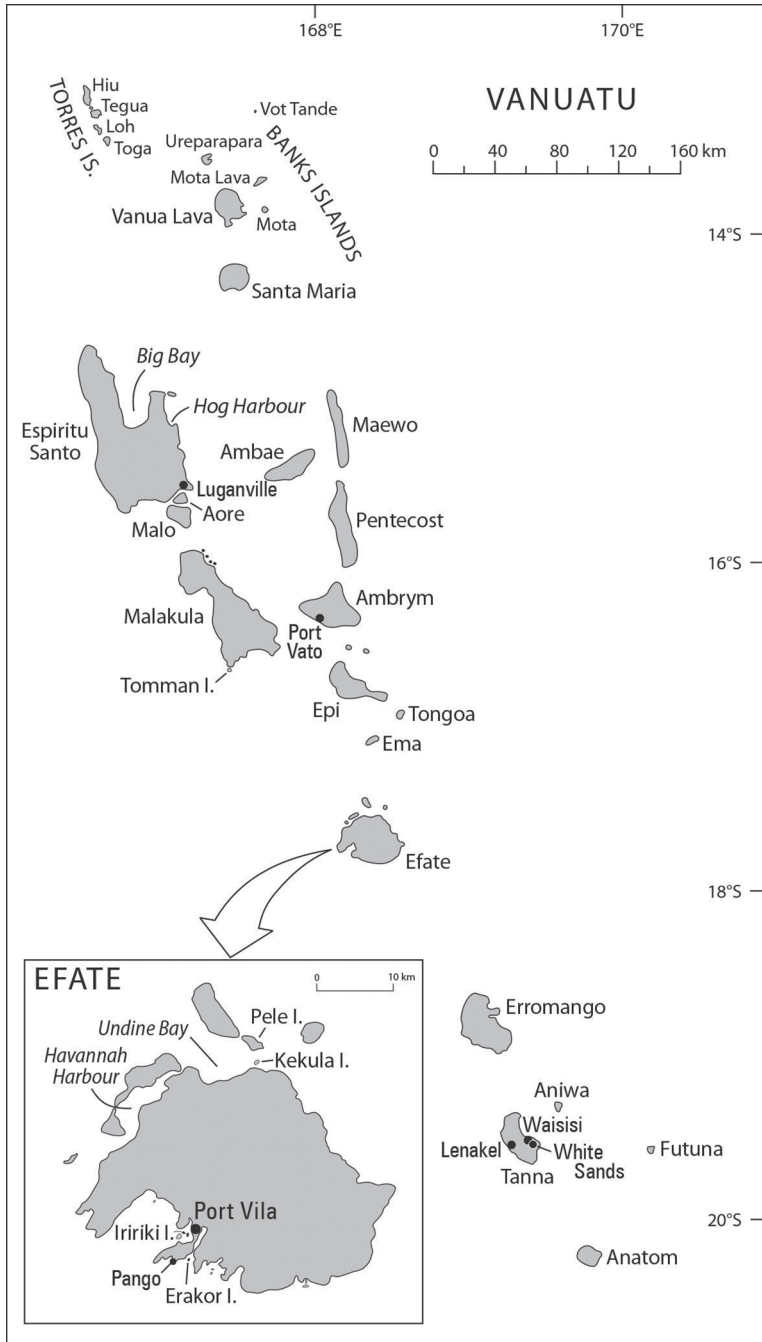 168°E
170°E
VANUATU
0 40 80 120 160 km
Hiu
Tegua
Loh
Toga
TORRES IS.
Vot Tande
Ureparapara
BANKS ISLANDS
Mota Lava
Vanua Lava
Mota
14°S
Santa Maria
Big Bay
Hog Harbour
Espiritu
Santo
Maewo
Ambae
Luganville
Aore
Malo
Pentecost
16°S
Malakula
Ambrym
Port
Vato
Tomman I.
Epi
Tongoa
Ema
Efate
18°S
EFATE
0 10 km
Pele I.
Undine Bay
Kekula I.
Havannah
Harbour
Port Vila
Iririki I.
Pango
Erakor I.
Erromango
Aniwa
Waisisi
Lenakel
White
Sands
Tanna
Futuna
20°S
Anatom